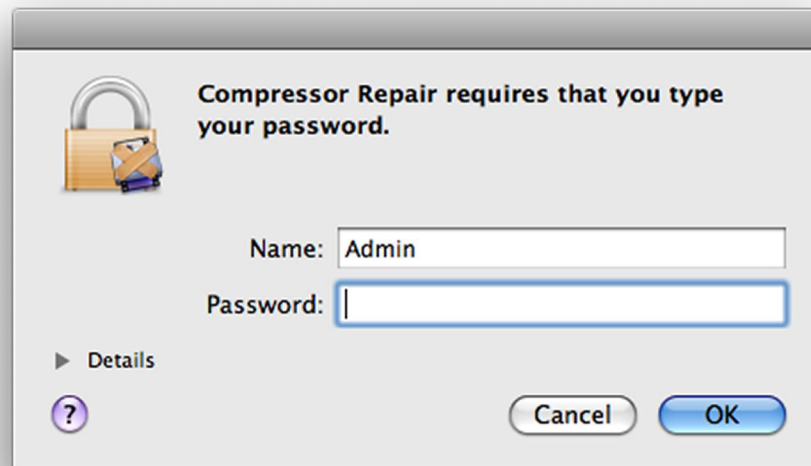 Compressor Repair requires that you type
your password.
Name: Admin
Password:
Details
?
Cancel OK